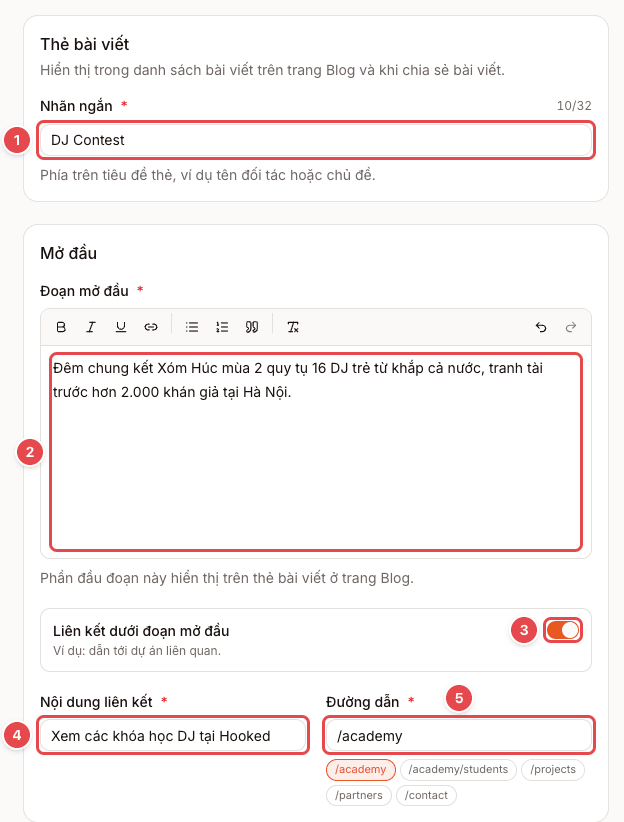 Thẻ bài viết
Hiển thị trong danh sách bài viết trên trang Blog và khi chia sẻ bài viết.
Nhãn ngắn *
10/32
1
DJ Contest
Phía trên tiêu đề thẻ, ví dụ tên đối tác hoặc chủ đề.
Mở đầu
Đoạn mở đầu *
Đêm chung kết Xóm Húc mùa 2 quy tụ 16 DJ trẻ từ khắp cả nước, tranh tài
trước hơn 2.000 khán giả tại Hà Nội.
2
Phần đầu đoạn này hiển thị trên thẻ bài viết ở trang Blog.
Liên kết dưới đoạn mở đầu
3
Ví dụ: dẫn tới dự án liên quan.
Nội dung liên kết *
Đường dẫn *
5
4
Xem các khóa học DJ tại Hooked
/academy
/academy
/academy/students
/projects
/partners
/contact